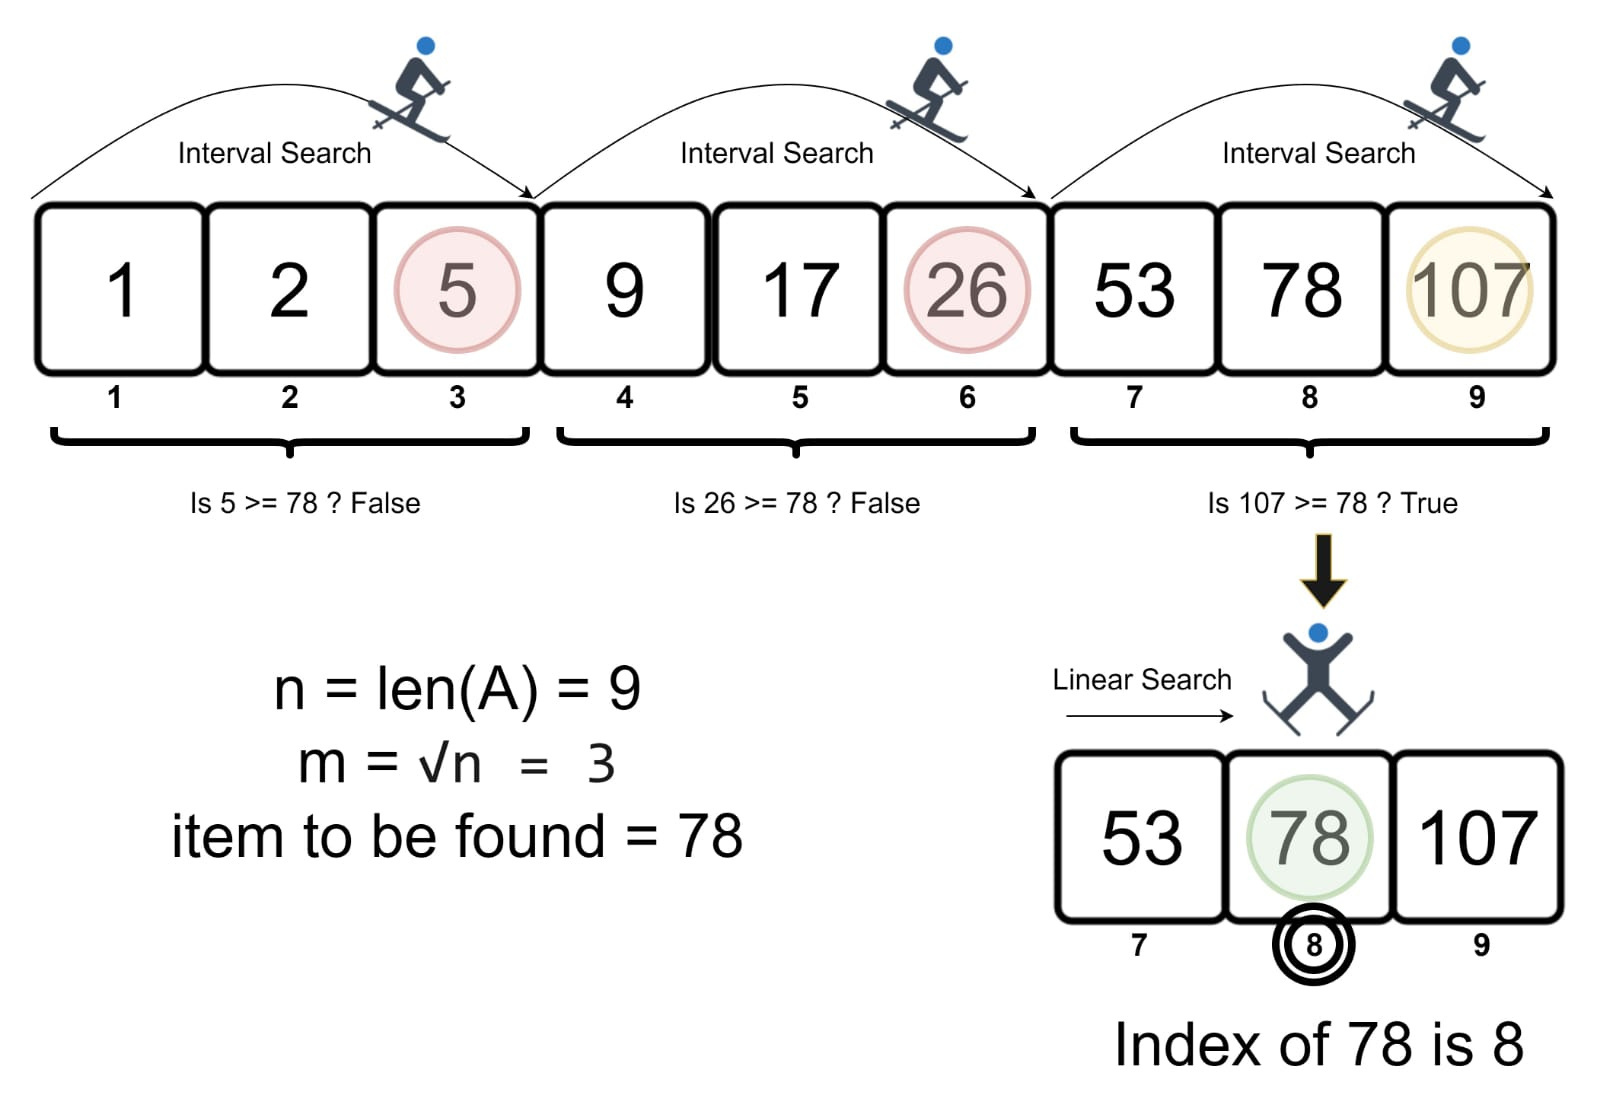 Interval Search Interval Search Interval Search
1 2 5 9 17 26 53 78 107
1 2 3 4 5 6 7 8 9
Is 5 >= 78 ? False Is 26 >= 78 ? False Is 107 >= 78 ? True
n = len(A) = 9
m = √n = 3
item to be found = 78
Linear Search
53 78 107
7 8 9
Index of 78 is 8